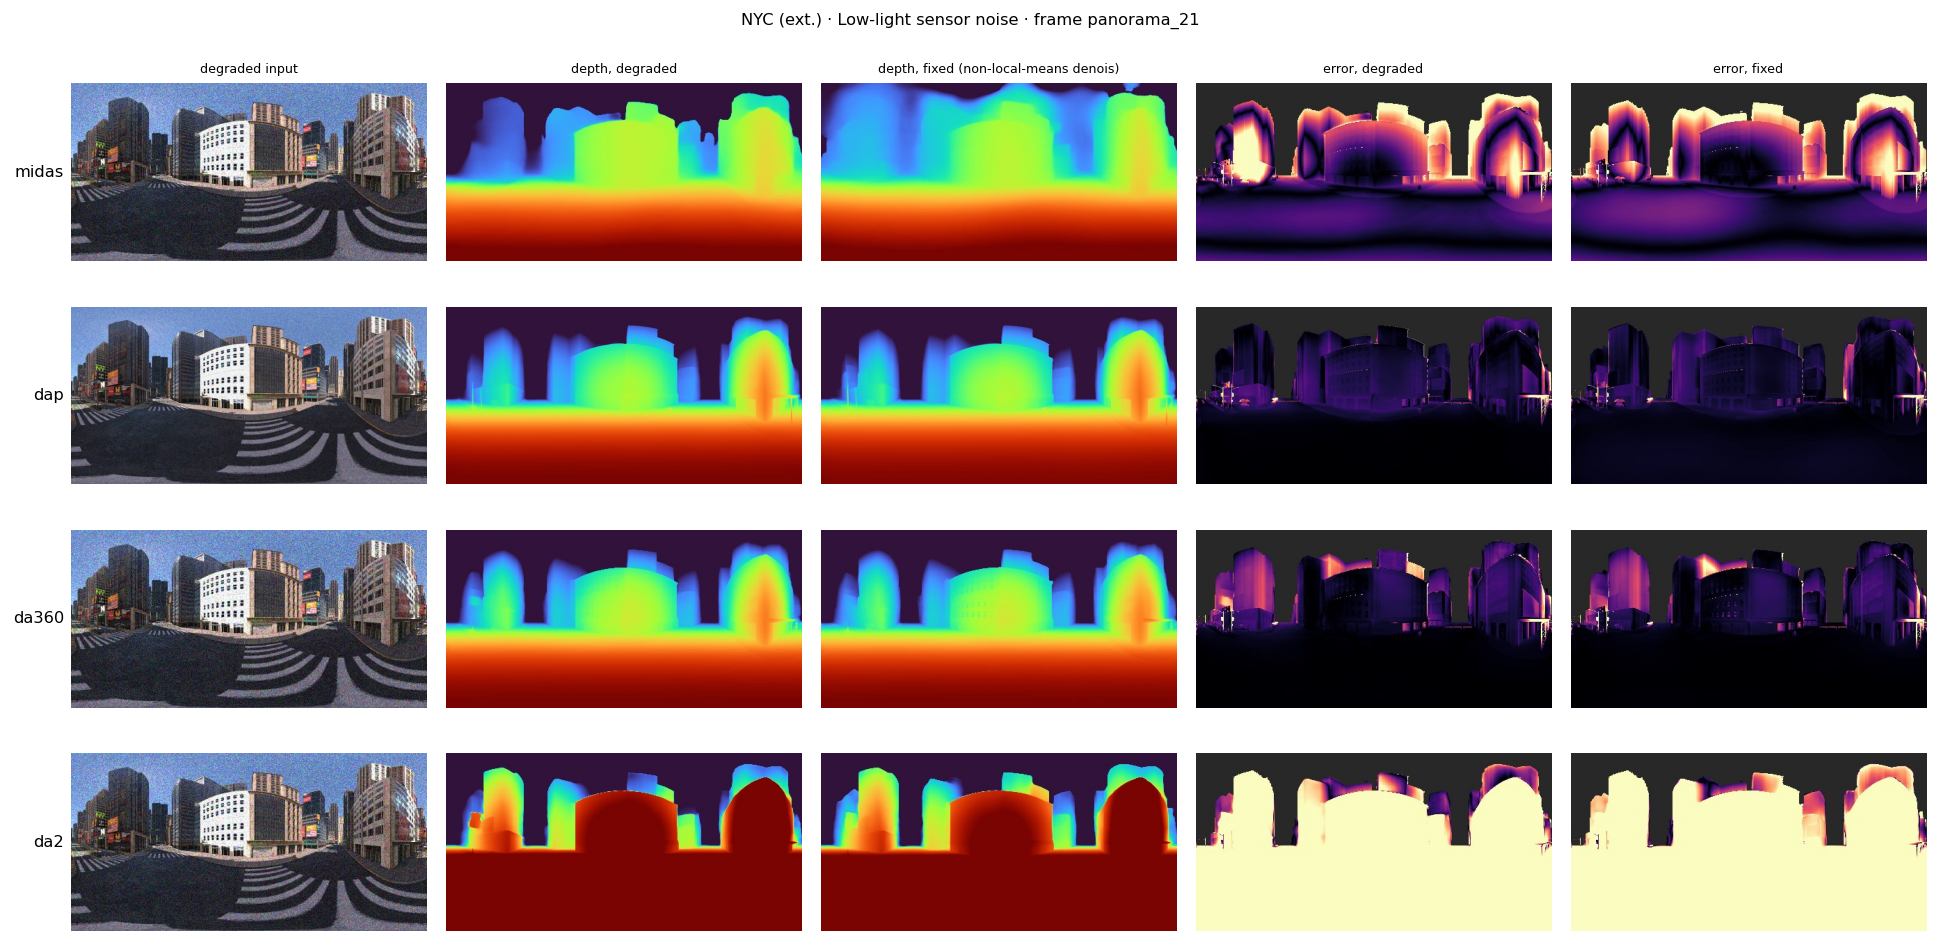 NYC (ext.) · Low-light sensor noise · frame panorama_21
degraded input
depth, degraded
depth, fixed (non-local-means denois)
error, degraded
error, fixed
midas
dap
da360
da2